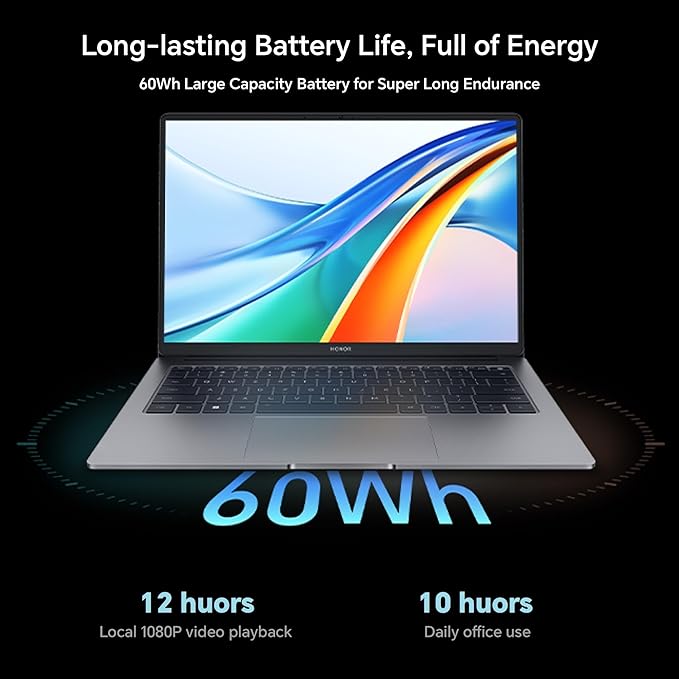 Long-lasting Battery Life, Full of Energy
60Wh Large Capacity Battery for Super Long Endurance
HONOR
60Wh
12 huors
10 huors
Local 1080P video playback
Daily office use